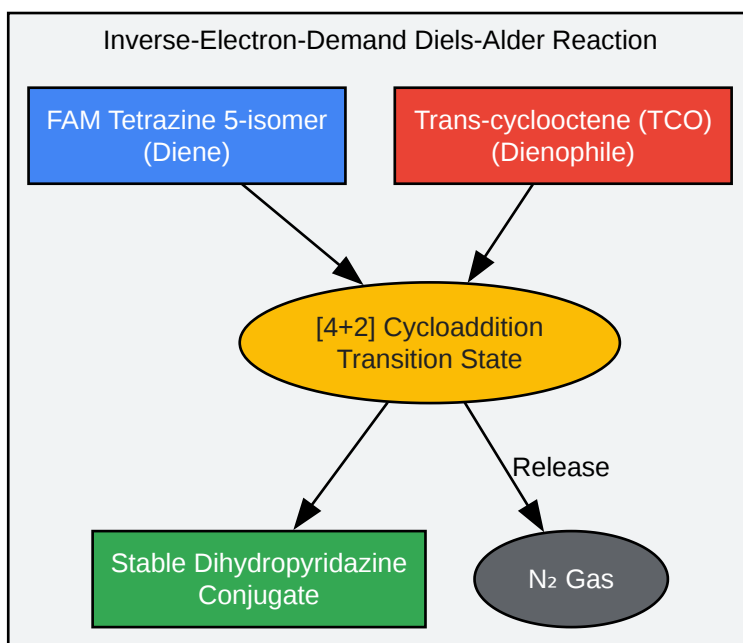 Inverse-Electron-Demand Diels-Alder Reaction
FAM Tetrazine 5-isomer
(Diene)
Trans-cyclooctene (TCO)
(Dienophile)
[4+2] Cycloaddition
Transition State
Release
Stable Dihydropyridazine
Conjugate
N₂ Gas